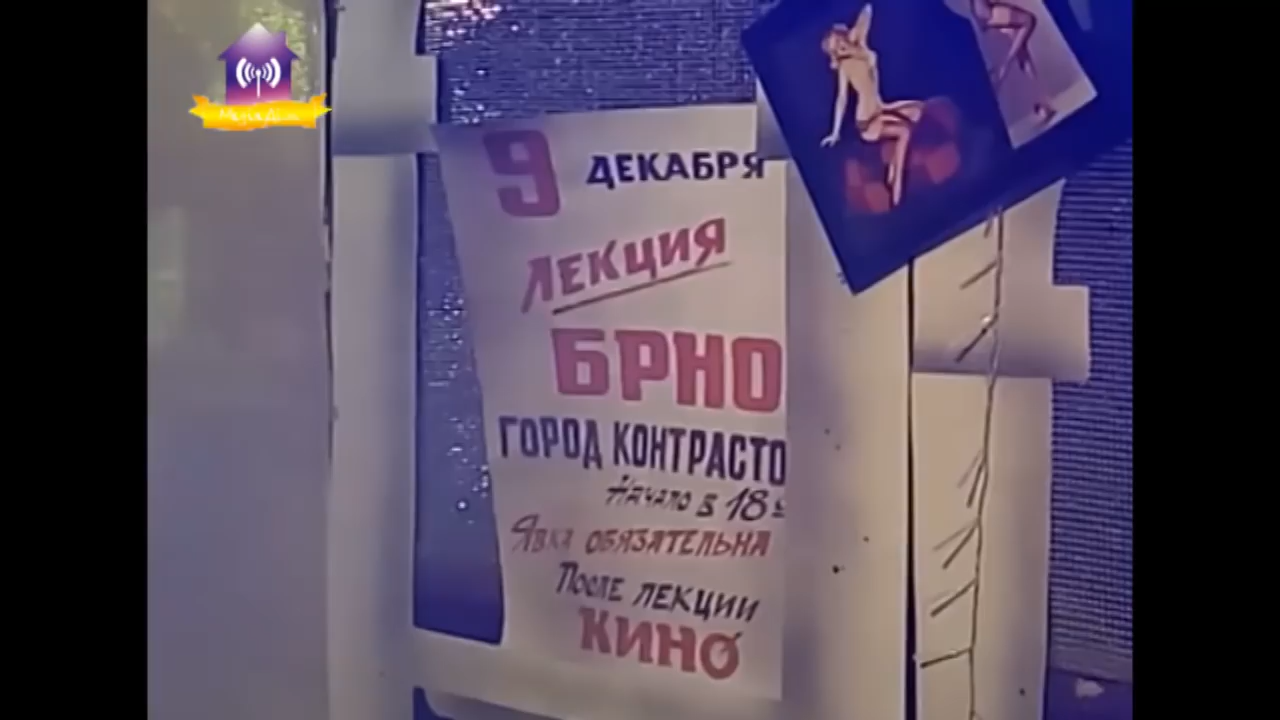 9 ДЕКАБРЯ
ЛЕКЦИЯ
БРНО
ГОРОД КОНТРАСТО
НАЧАЛО В 18
ЯВКА ОБЯЗАТЕЛЬНА
ПОСЛЕ ЛЕКЦИИ
КИНО